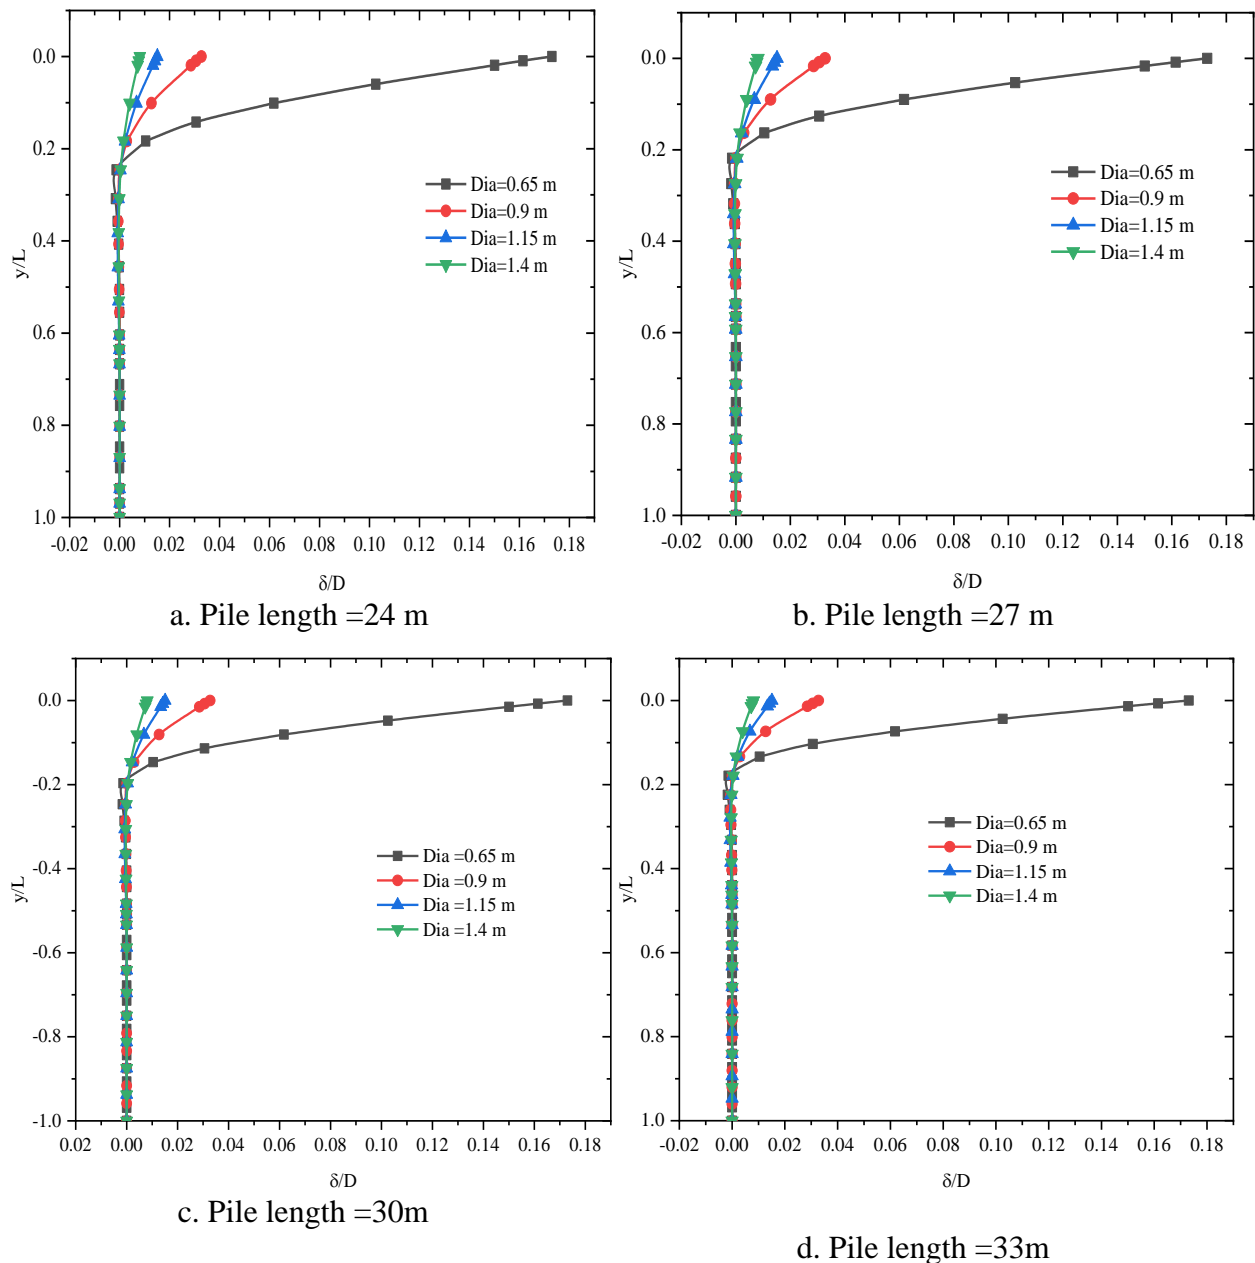 0.0
0.2
0.4
0.6
0.8
1.0
y/L
-0.02 0.00 0.02 0.04 0.06 0.08 0.10 0.12 0.14 0.16 0.18
δ/D
Dia=0.65 m
Dia=0.9 m
Dia=1.15 m
Dia=1.4 m
a. Pile length =24 m
0.0
0.2
0.4
0.6
0.8
1.0
y/L
-0.02 0.00 0.02 0.04 0.06 0.08 0.10 0.12 0.14 0.16 0.18
δ/D
Dia=0.65 m
Dia=0.9 m
Dia=1.15 m
Dia=1.4 m
b. Pile length =27 m
0.0
-0.2
-0.4
-0.6
-0.8
-1.0
y/L
0.02 0.00 0.02 0.04 0.06 0.08 0.10 0.12 0.14 0.16 0.18
δ/D
Dia =0.65 m
Dia =0.9 m
Dia =1.15 m
Dia =1.4 m
c. Pile length =30m
0.0
0.2
0.4
0.6
0.8
1.0
y/L
-0.02 0.00 0.02 0.04 0.06 0.08 0.10 0.12 0.14 0.16 0.18
δ/D
Dia=0.65 m
Dia=0.9 m
Dia=1.15 m
Dia=1.4 m
d. Pile length =33m